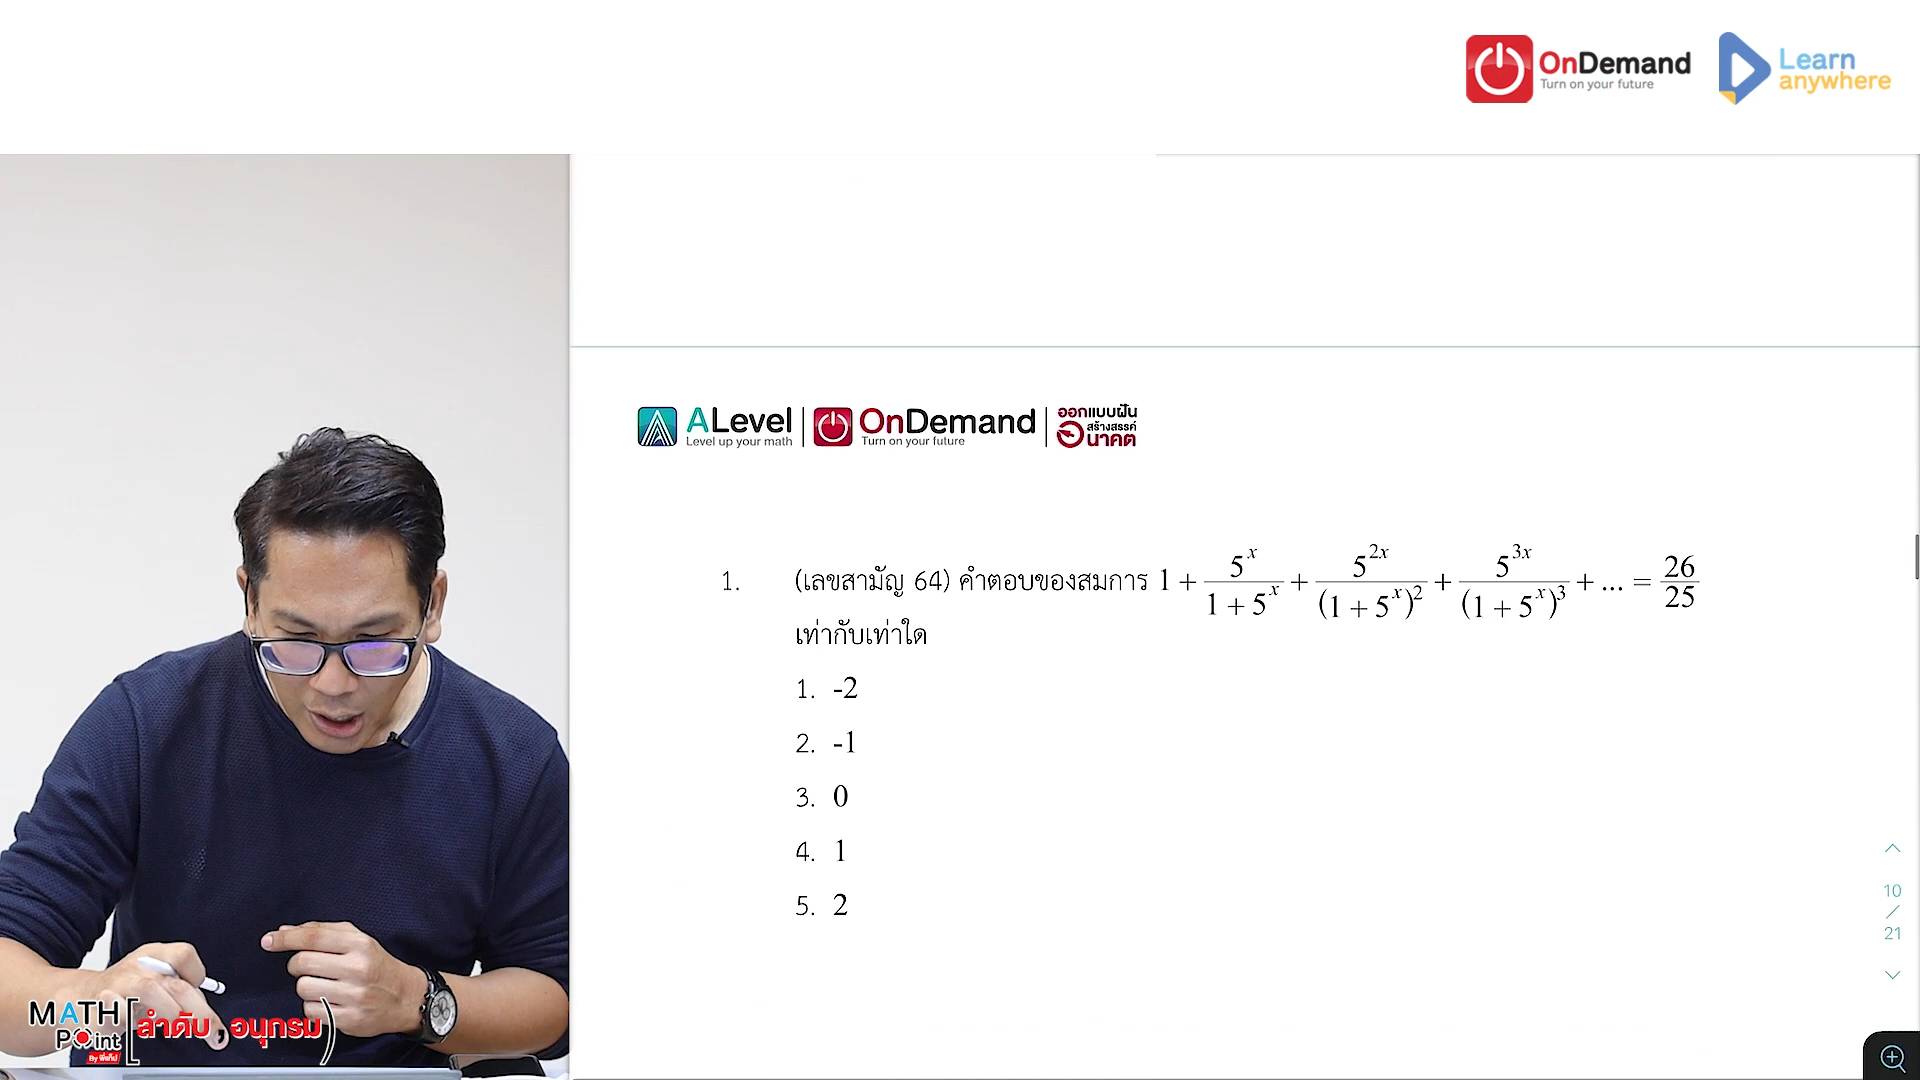 OnDemand
Turn on your future
Learn
anywhere
ALevel
Level up your math
OnDemand
Turn on your future
ออกแบบฝัน
สร้างสรรค์
อนาคต
1. (เลขสามัญ 64) คำตอบของสมการ 1 + 5^x/(1 + 5^x) + 5^{2x}/(1 + 5^x)^2 + 5^{3x}/(1 + 5^x)^3 + ... = 26/25
เท่ากับเท่าใด
1. -2
2. -1
3. 0
4. 1
5. 2
10
/
21
MATH
Point
By พี่แท๊ป
[ลำดับ , อนุกรม)